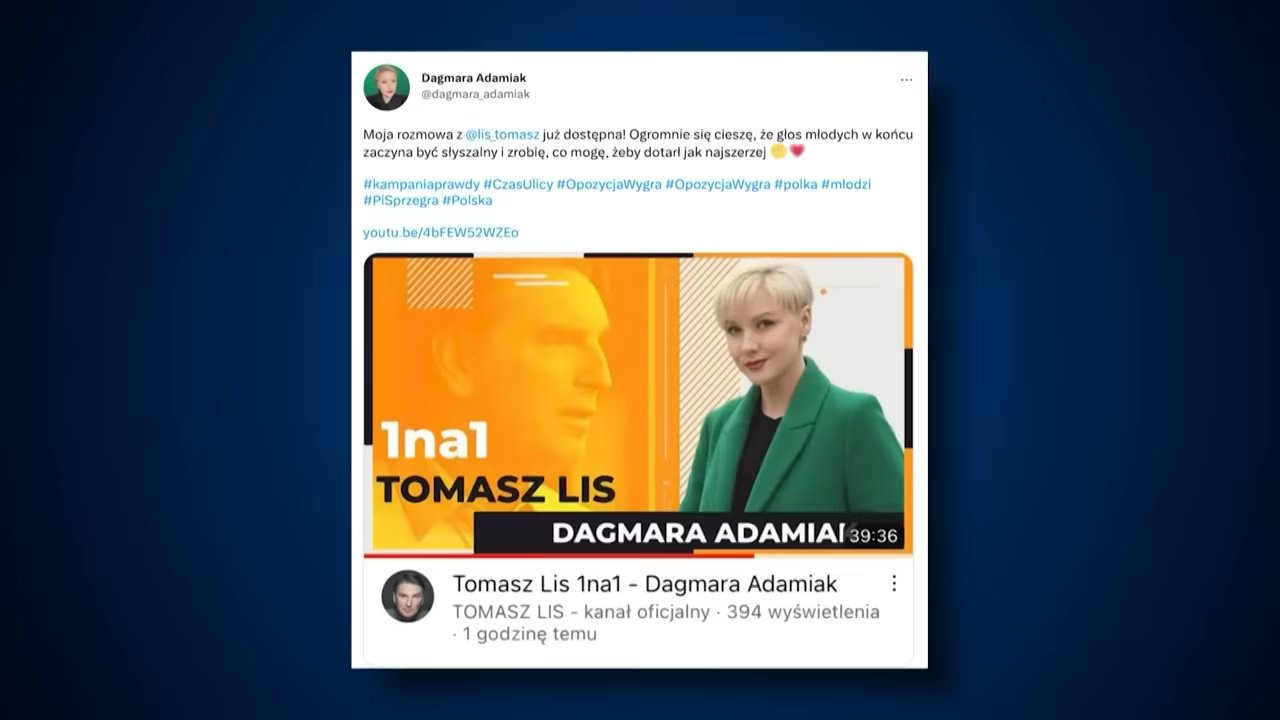 Dagmara Adamiak
@dagmara_adamiak
Moja rozmowa z @lis_tomasz już dostępna! Ogromnie się cieszę, że głos młodych w końcu
zaczyna być słyszalny i zrobię, co mogę, żeby dotarł jak najszerzej
#kampaniaprawdy #CzasUlicy #OpozycjaWygra #OpozycjaWygra #polka #młodzi
#PiSprzegra #Polska
youtu.be/4bFEW52WZEo
1na1
TOMASZ LIS
DAGMARA ADAMIAK
39:36
Tomasz Lis 1na1 - Dagmara Adamiak
TOMASZ LIS - kanał oficjalny · 394 wyświetlenia
· 1 godzinę temu